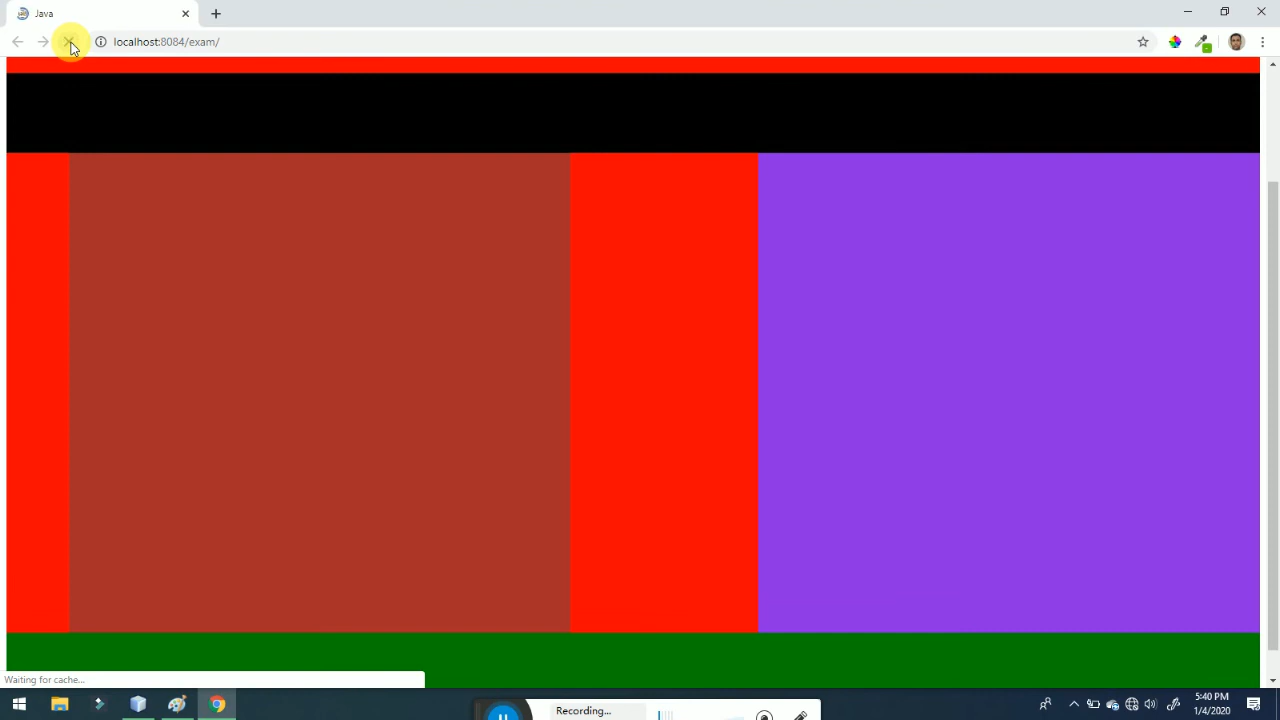 Java
localhost:8084/exam/
Waiting for cache...
Recording...
5:40 PM
1/4/2020